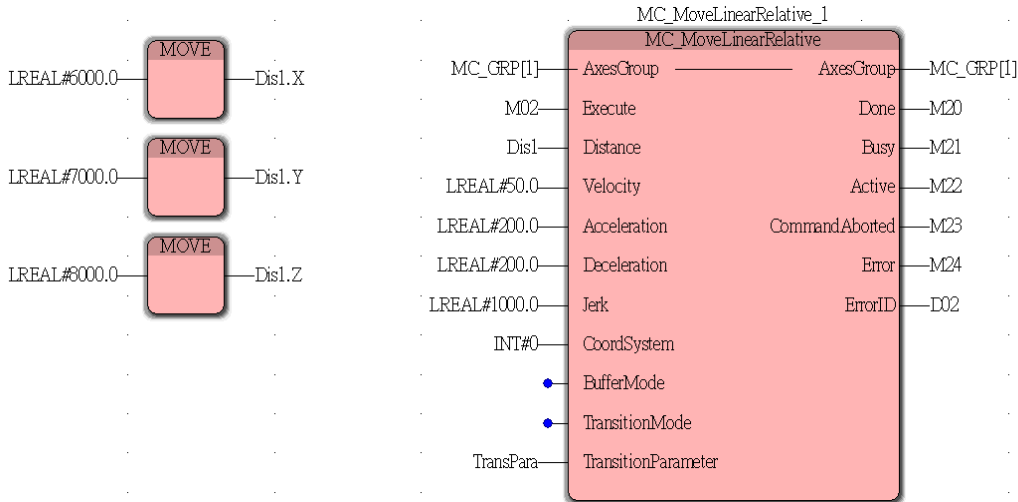 MC_MoveLinearRelative_1
MOVE
LREAL#6000.0 Dis1.X
MOVE
LREAL#7000.0 Dis1.Y
MOVE
LREAL#8000.0 Dis1.Z
MC_MoveLinearRelative
MC_GRP[1] AxesGroup AxesGroup MC_GRP[1]
M02 Execute Done M20
Dis1 Distance Busy M21
LREAL#50.0 Velocity Active M22
LREAL#200.0 Acceleration CommandAborted M23
LREAL#200.0 Deceleration Error M24
LREAL#1000.0 Jerk ErrorID D02
INT#0 CoordSystem
BufferMode
TransitionMode
TransPara TransitionParameter